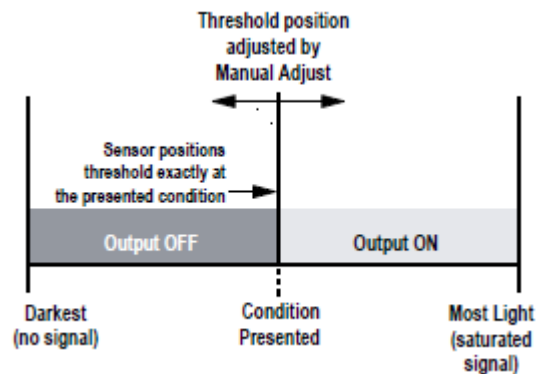 Threshold position
adjusted by
Manual Adjust
Sensor positions
threshold exactly at
the presented condition
Output OFF
Output ON
Darkest
(no signal)
Condition
Presented
Most Light
(saturated
signal)